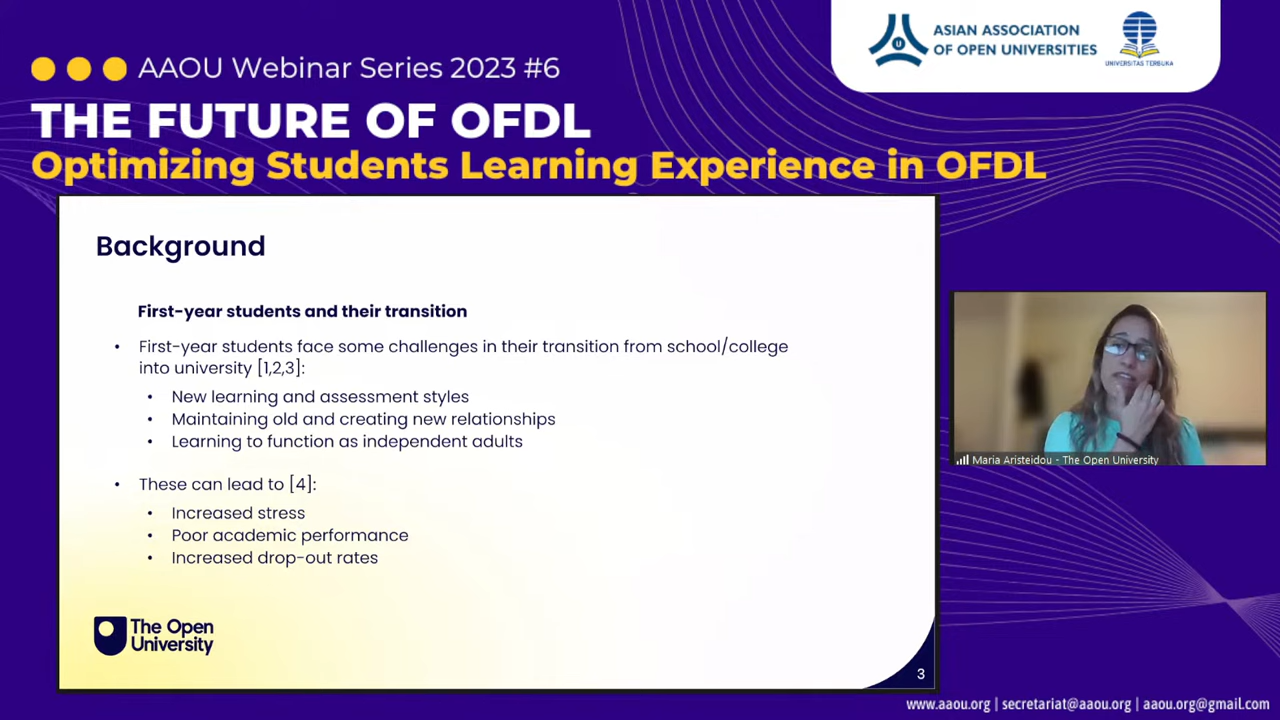 AAOU Webinar Series 2023 #6
THE FUTURE OF OFDL
Optimizing Students Learning Experience in OFDL
ASIAN ASSOCIATION
OF OPEN UNIVERSITIES
UNIVERSITAS TERBUKA
Background
First-year students and their transition
• First-year students face some challenges in their transition from school/college
into university [1,2,3]:
• New learning and assessment styles
• Maintaining old and creating new relationships
• Learning to function as independent adults
• These can lead to [4]:
• Increased stress
• Poor academic performance
• Increased drop-out rates
The Open
University
3
Maria Aristeidou - The Open University
www.aaou.org | secretariat@aaou.org | aaou.org@gmail.com